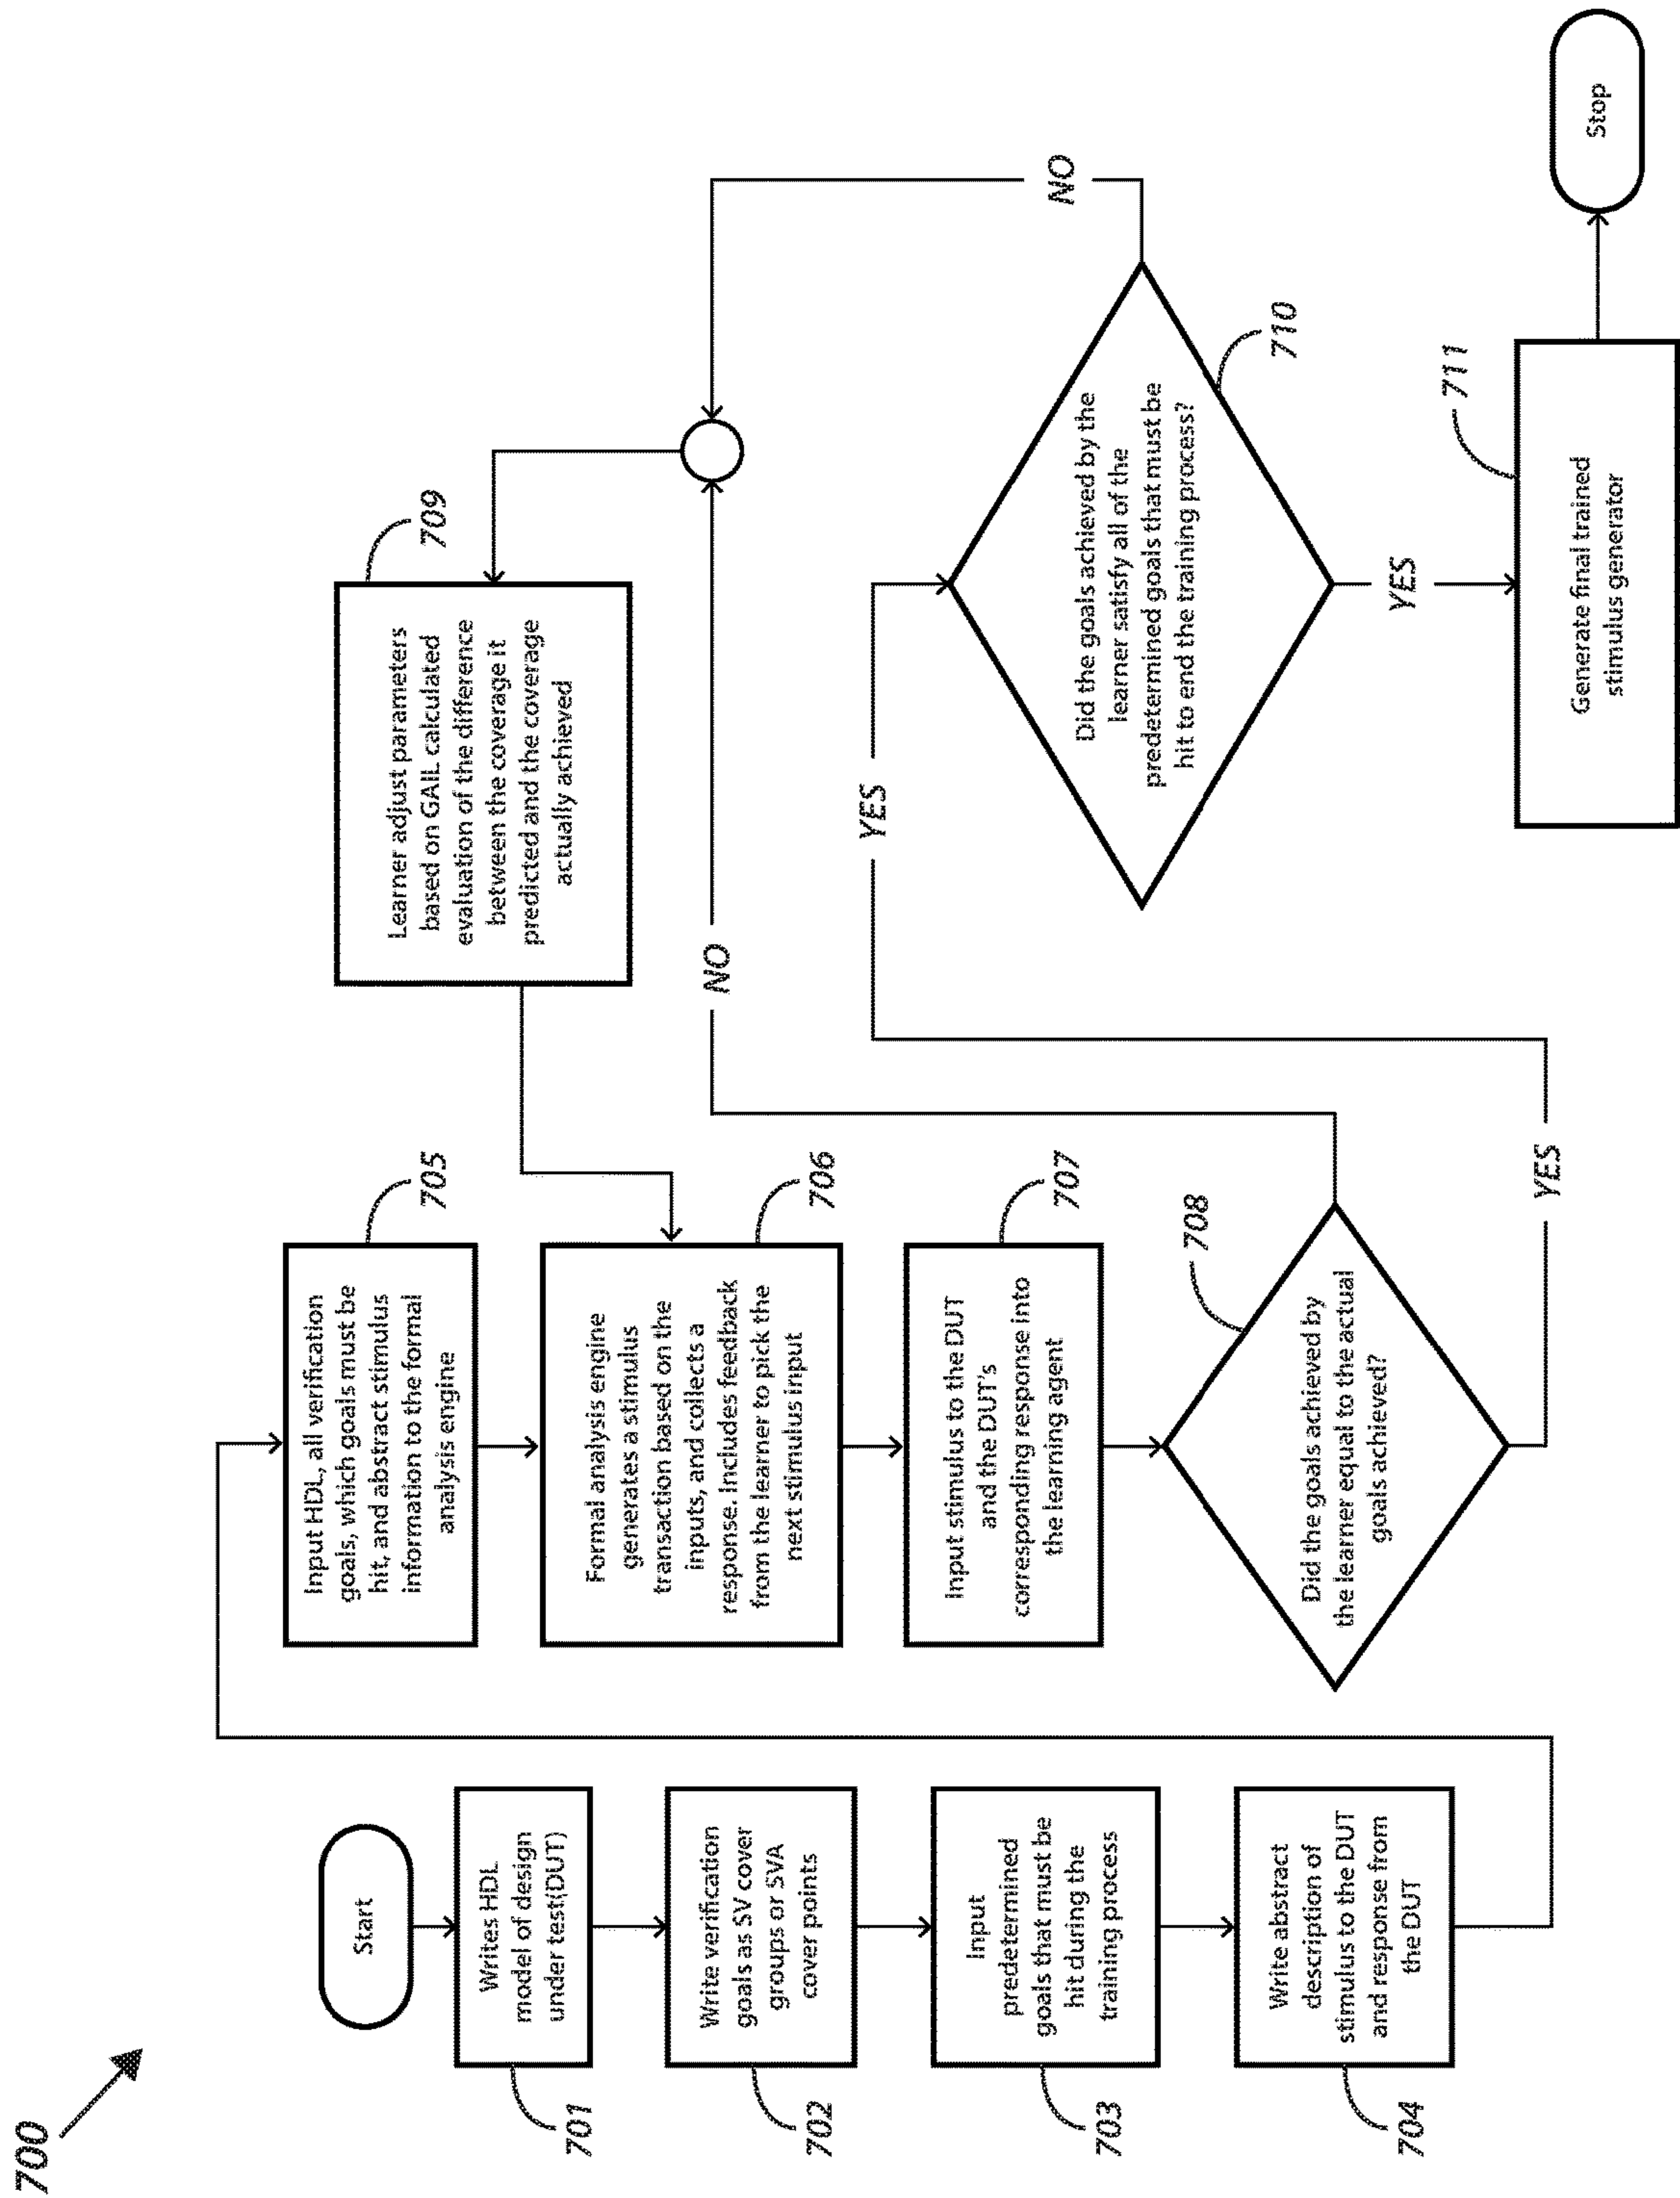 700
Start
Writes HDL
model of design
under test(DUT)
701
Write verification
goals as SV cover
groups or SVA
cover points
702
Input
predetermined
goals that must be
hit during the
training process
703
Write abstract
description of
stimulus to the DUT
and response from
the DUT
704
Input HDL, all verification
goals, which goals must be
hit, and abstract stimulus
information to the formal
analysis engine
705
Formal analysis engine
generates a stimulus
transaction based on the
inputs, and collects a
response. Includes feedback
from the learner to pick the
next stimulus input
706
Input stimulus to the DUT
and the DUT's
corresponding response into
the learning agent
707
Did the goals achieved by
the learner equal to the actual
goals achieved?
708
NO
YES
Learner adjust parameters
based on GAIL calculated
evaluation of the difference
between the coverage it
predicted and the coverage
actually achieved
709
YES
Did the goals achieved by the
learner satisfy all of the
predetermined goals that must be
hit to end the training process?
710
NO
YES
Generate final trained
stimulus generator
711
Stop